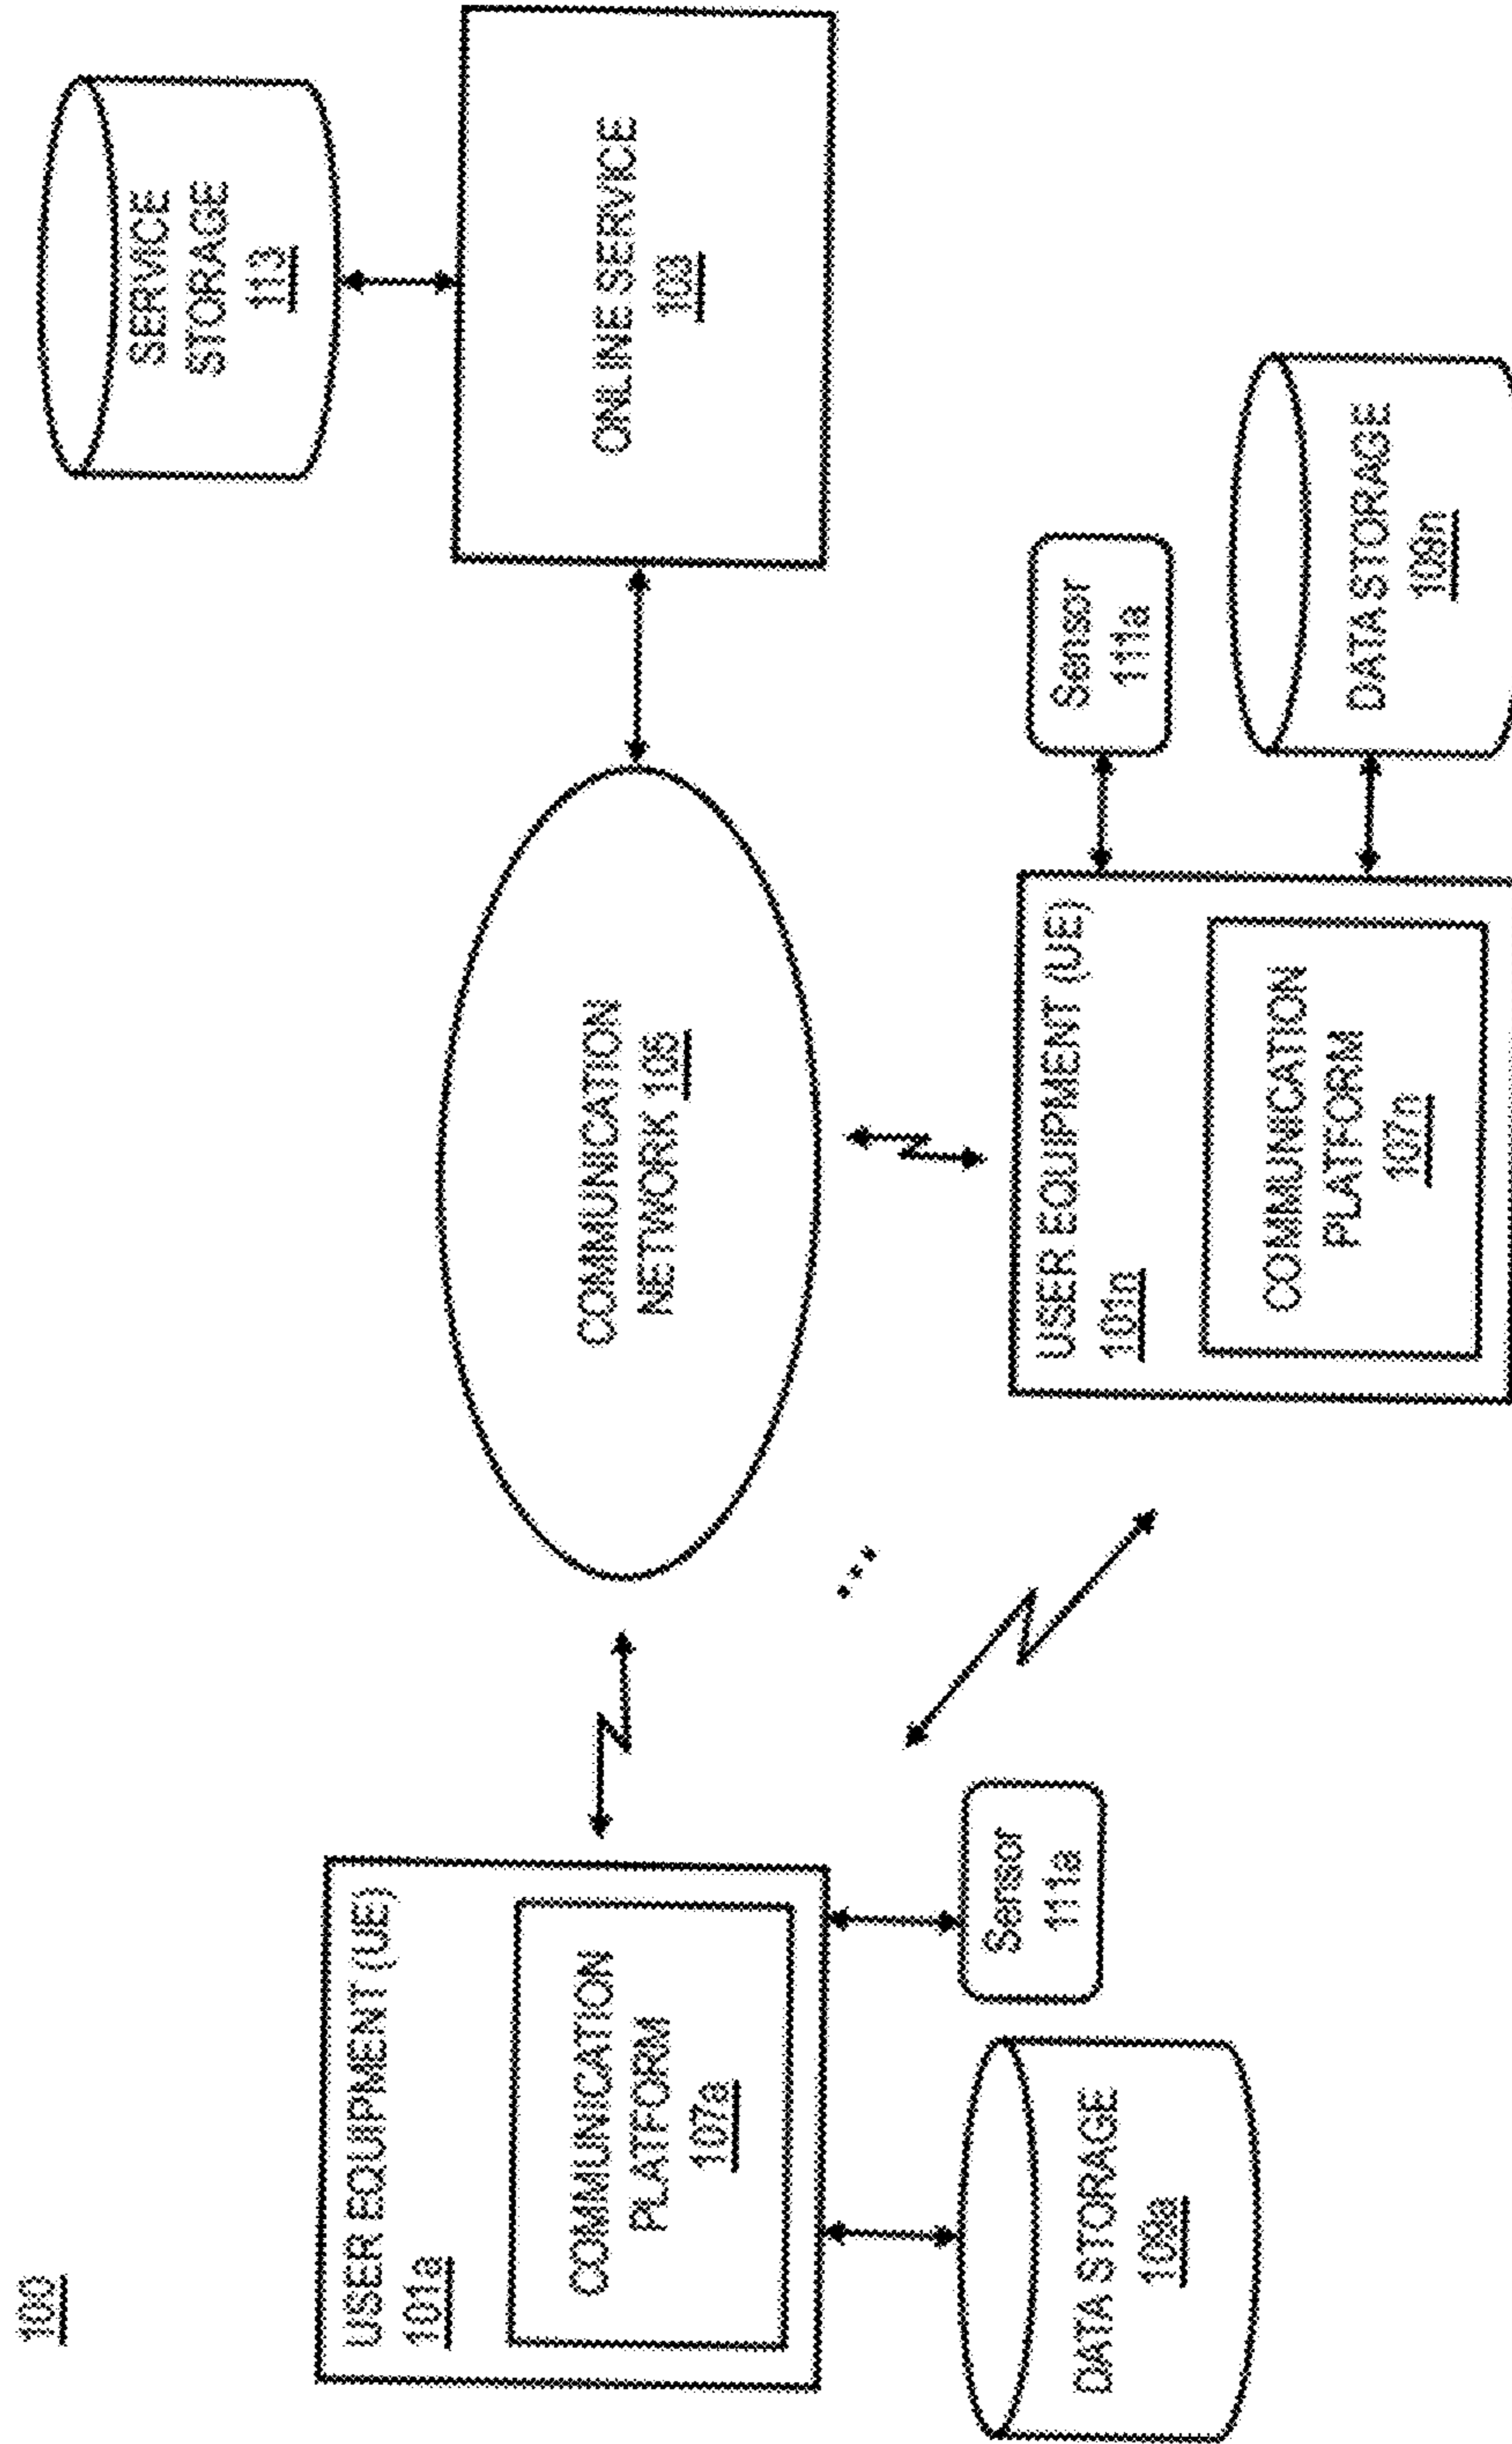 100
SERVICE
STORAGE
113
USER EQUIPMENT (UE)
101a
COMMUNICATION
PLATFORM
107a
COMMUNICATION
NETWORK 105
ONLINE SERVICE
103
DATA STORAGE
109a
Sensor
111a
...
USER EQUIPMENT (UE)
101n
COMMUNICATION
PLATFORM
107n
Sensor
111a
DATA STORAGE
109n